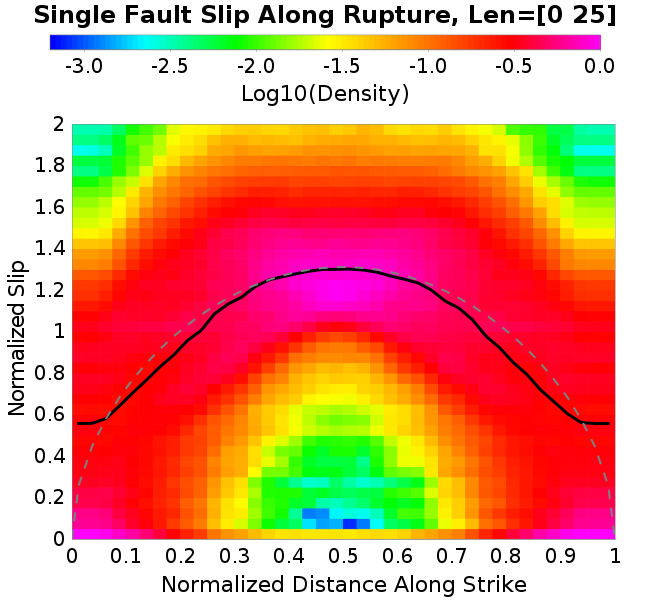 Single Fault Slip Along Rupture, Len=[0 25]
-3.0 -2.5 -2.0 -1.5 -1.0 -0.5 0.0
Log10(Density)
Normalized Slip
2
1.8
1.6
1.4
1.2
1
0.8
0.6
0.4
0.2
0
0 0.1 0.2 0.3 0.4 0.5 0.6 0.7 0.8 0.9 1
Normalized Distance Along Strike